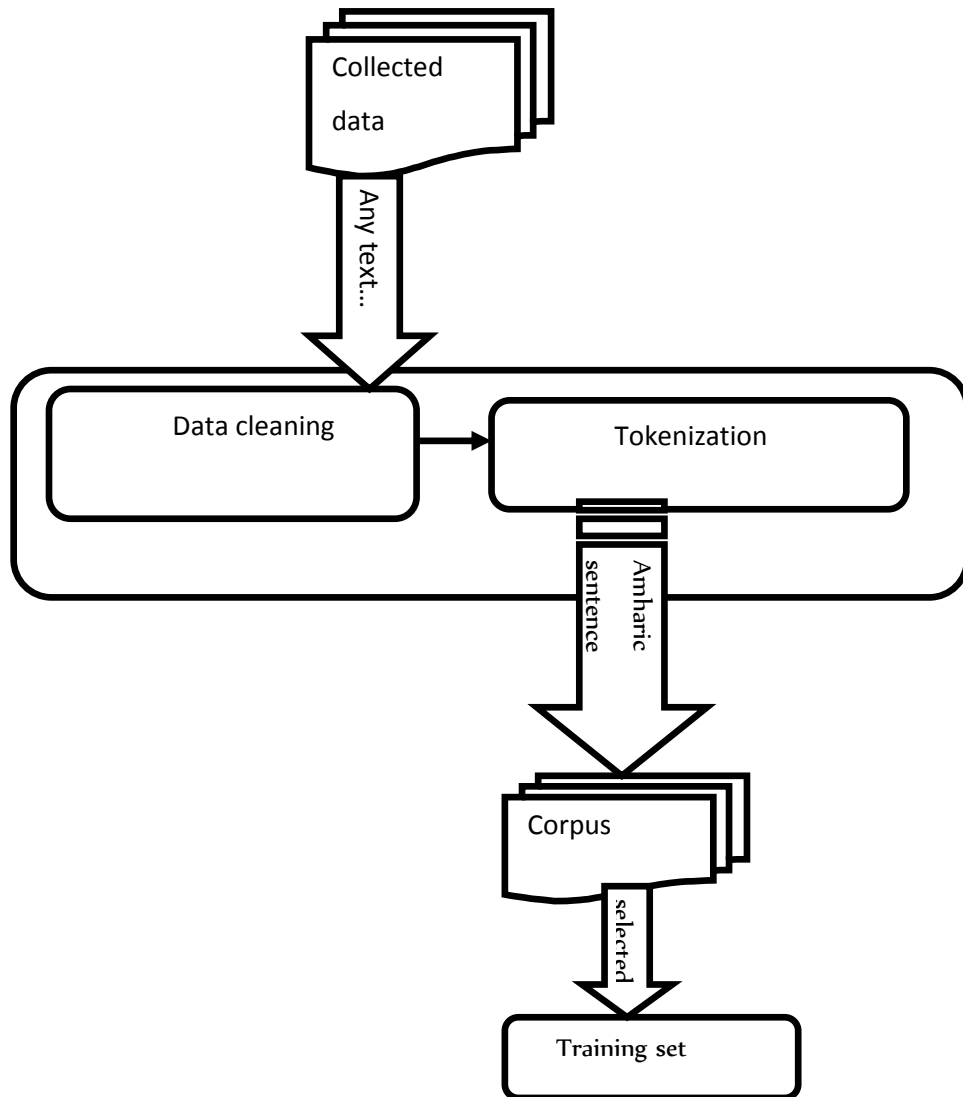 Collected
data
Any text...
Data cleaning
Tokenization
Amharic
sentence
Corpus
selected
Training set